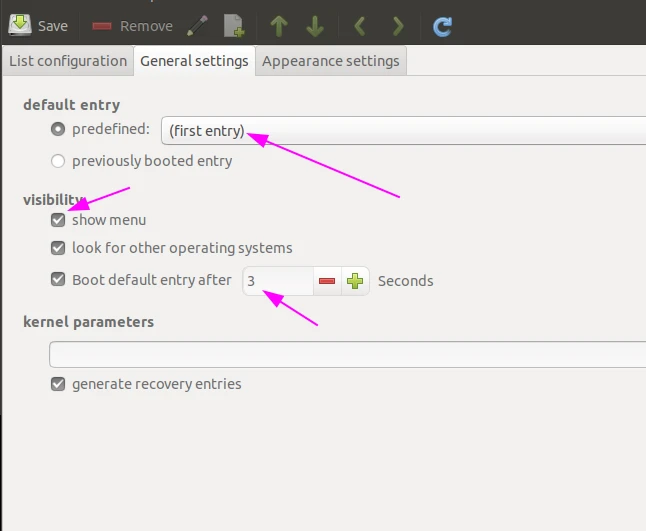 Save Remove
List configuration General settings Appearance settings
default entry
predefined: (first entry)
previously booted entry
visibility
show menu
look for other operating systems
Boot default entry after 3 Seconds
kernel parameters
generate recovery entries